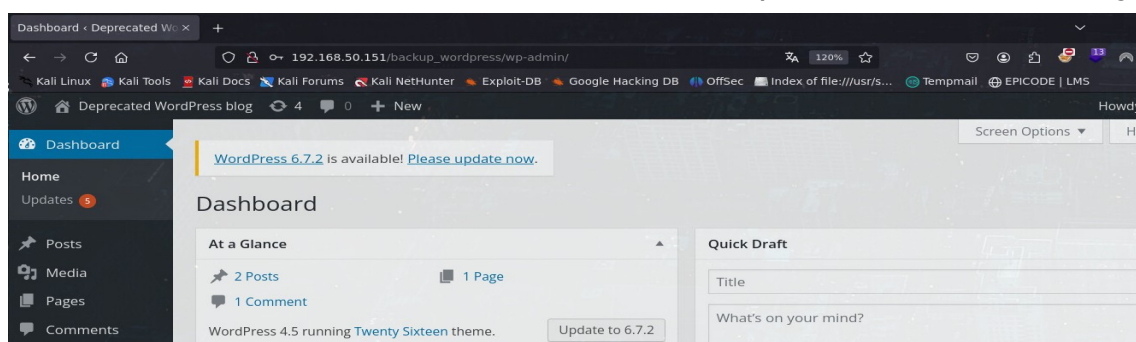 Dashboard ‹ Deprecated Wo
192.168.50.151/backup_wordpress/wp-admin/
120%
13
Kali Linux Kali Tools Kali Docs Kali Forums Kali NetHunter Exploit-DB Google Hacking DB OffSec Index of file:///usr/s... Tempmail EPICODE | LMS
Deprecated WordPress blog 4 0 + New
Howdy
Dashboard
Screen Options
H
WordPress 6.7.2 is available! Please update now.
Home
Updates 5
Dashboard
Posts
At a Glance
Quick Draft
Media
2 Posts
1 Page
Title
Pages
1 Comment
What's on your mind?
Comments
WordPress 4.5 running Twenty Sixteen theme.
Update to 6.7.2